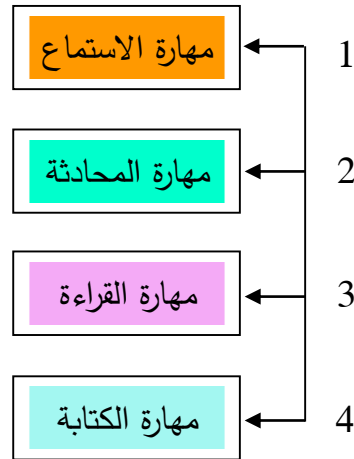 1 مهارة الاستماع
2 مهارة المحادثة
3 مهارة القراءة
4 مهارة الكتابة